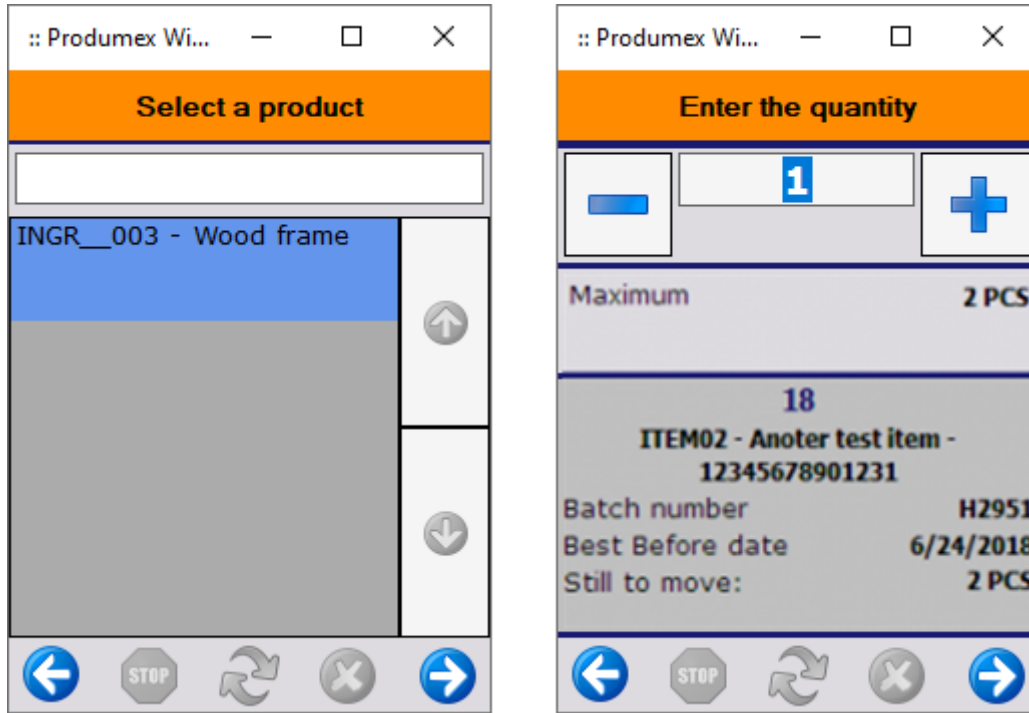 :: Produmex Wi...
Select a product
INGR__003 - Wood frame
STOP
:: Produmex Wi...
Enter the quantity
1
Maximum 2 PCS
18
ITEM02 - Anoter test item -
12345678901231
Batch number H2951
Best Before date 6/24/2018
Still to move: 2 PCS
STOP